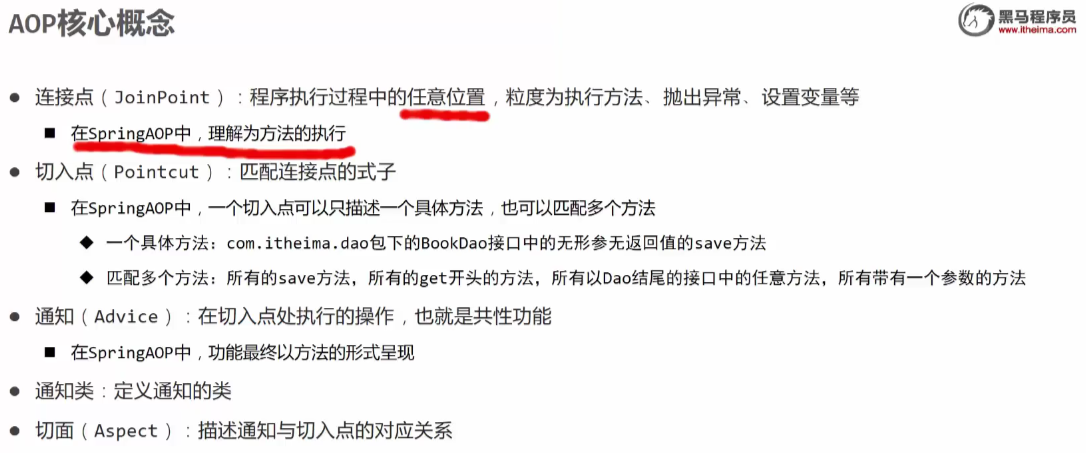 AOP核心概念
黑马程序员
www.itheima.com
● 连接点（JoinPoint）：程序执行过程中的任意位置，粒度为执行方法、抛出异常、设置变量等
■ 在SpringAOP中，理解为方法的执行
● 切入点（Pointcut）：匹配连接点的式子
■ 在SpringAOP中，一个切入点可以只描述一个具体方法，也可以匹配多个方法
◆ 一个具体方法：com.itheima.dao包下的BookDao接口中的无形参无返回值的save方法
◆ 匹配多个方法：所有的save方法，所有的get开头的方法，所有以Dao结尾的接口中的任意方法，所有带有一个参数的方法
● 通知（Advice）：在切入点处执行的操作，也就是共性功能
■ 在SpringAOP中，功能最终以方法的形式呈现
● 通知类：定义通知的类
● 切面（Aspect）：描述通知与切入点的对应关系